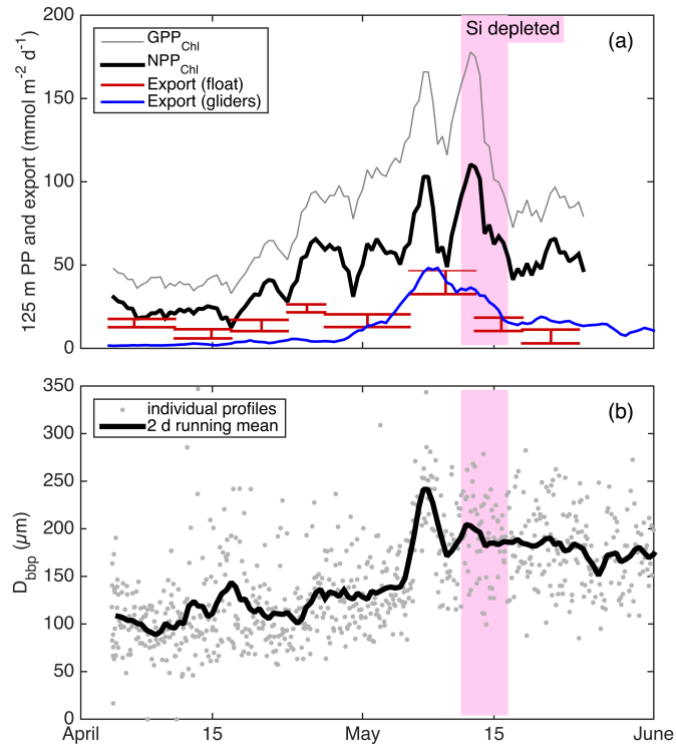 Si depleted
(a)
GPP_Chl
NPP_Chl
Export (float)
Export (gliders)
125 m PP and export (mmol m⁻² d⁻¹)
200
150
100
50
0
(b)
individual profiles
2 d running mean
D_bbp (µm)
350
300
250
200
150
100
50
0
April
15
May
15
June